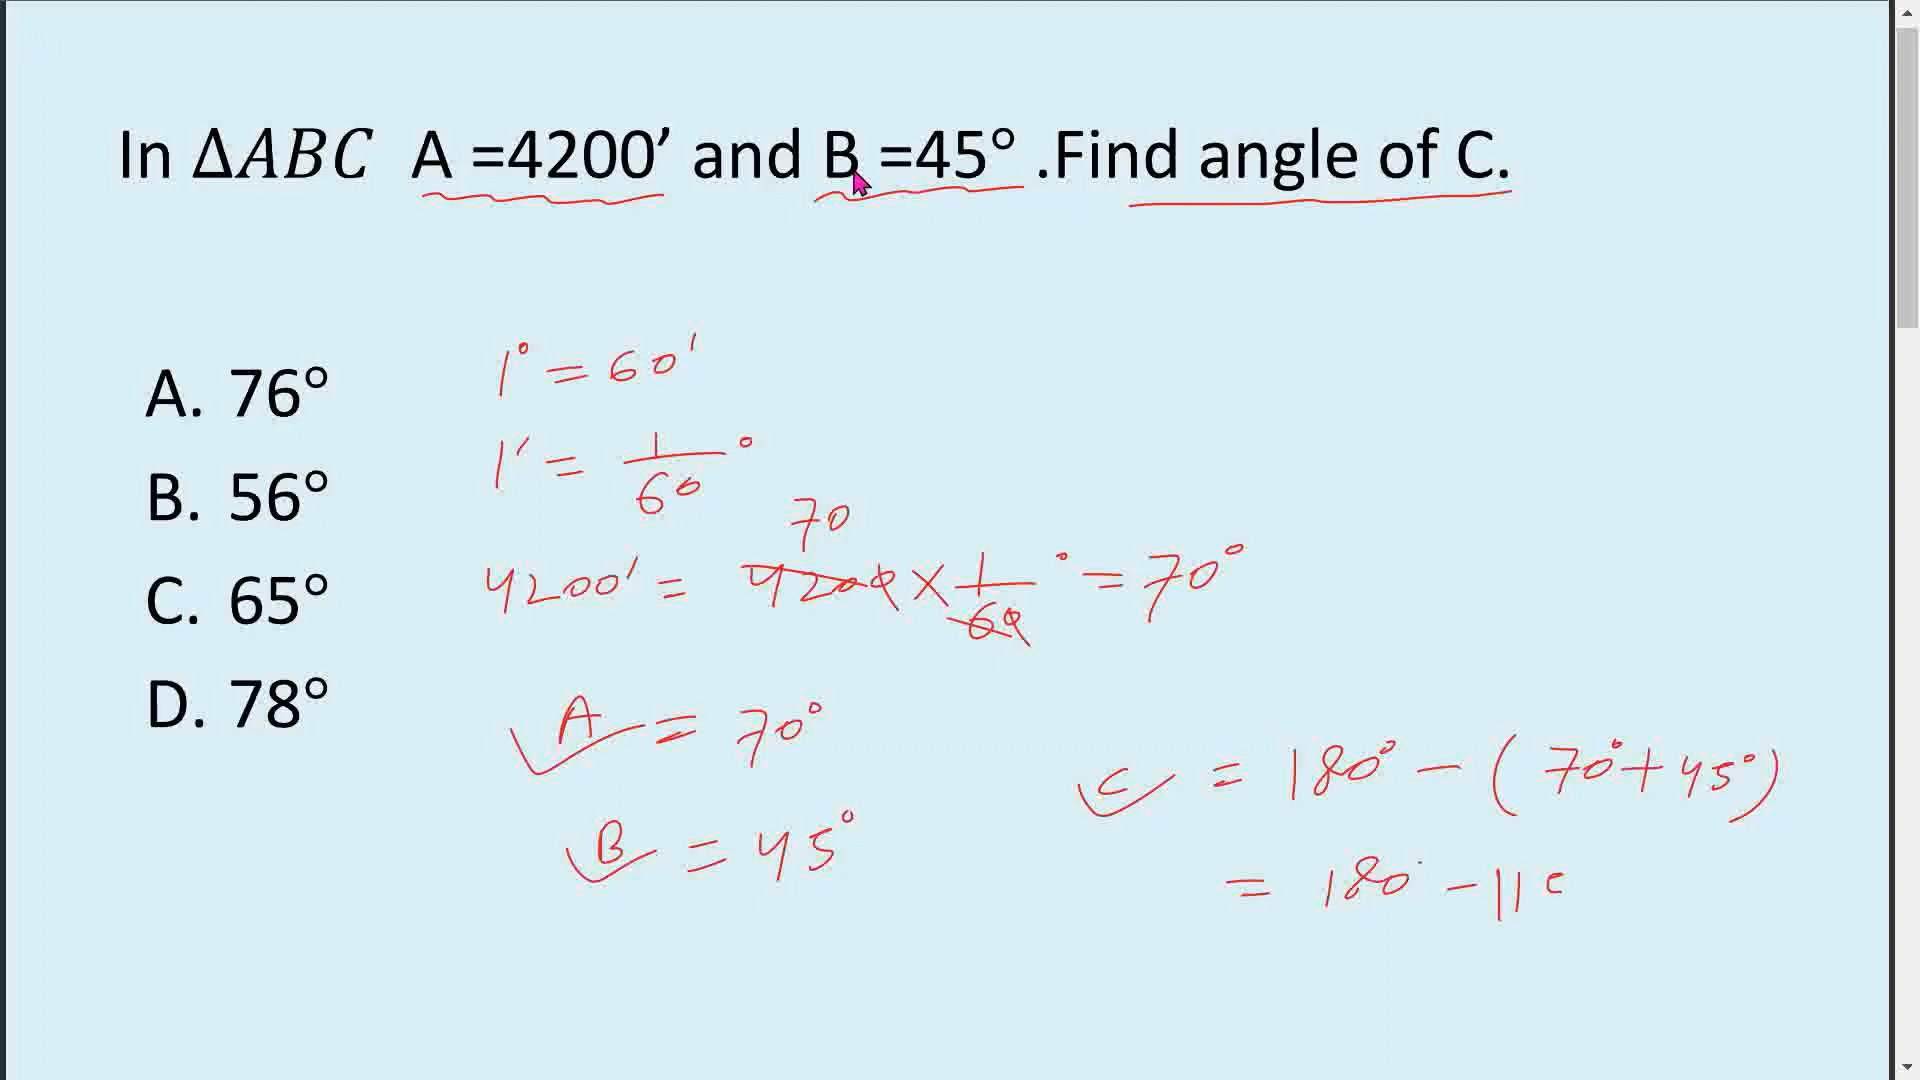 In ΔABC A =4200’ and B =45° .Find angle of C.
A. 76°
B. 56°
C. 65°
D. 78°
1° = 60'
1' = 1/60 °
70
4200' = 4200 × 1/60 ° = 70°
A = 70°
B = 45°
C = 180° - ( 70° + 45° )
= 180 - 11